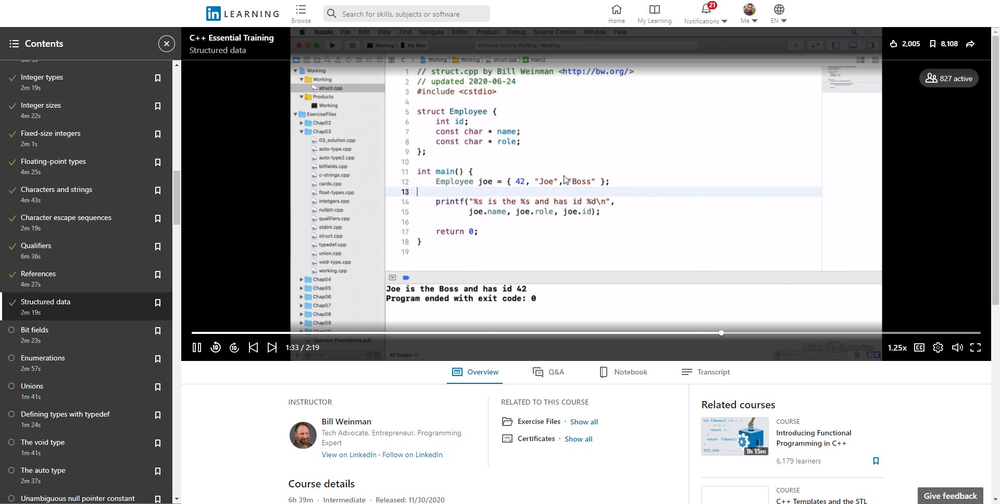 in LEARNING
Browse
Search for skills, subjects or software
Home
My Learning
21
Notifications
Me
EN
Contents
Integer types
2m 19s
Integer sizes
4m 22s
Fixed-size integers
2m 1s
Floating-point types
4m 25s
Characters and strings
4m 43s
Character escape sequences
2m 19s
Qualifiers
6m 36s
References
4m 27s
Structured data
2m 19s
Bit fields
2m 23s
Enumerations
2m 57s
Unions
1m 41s
Defining types with typedef
1m 24s
The void type
1m 41s
The auto type
2m 37s
Unambiguous null pointer constant
C++ Essential Training
Structured data
2,005
8,108
827 active
Xcode File Edit View Find Navigate Editor Product Debug Source Control Window Help
Working 〉 My Mac
Finished running Working : Working
Working 〉 Working 〉 struct.cpp 〉 main()
Working
Working
struct.cpp
Products
Working
ExerciseFiles
Chap02
Chap03
03_solution.cpp
auto-type.cpp
auto-type2.cpp
bitfields.cpp
c-strings.cpp
cards.cpp
float-types.cpp
intetgers.cpp
nullptr.cpp
qualifiers.cpp
stdint.cpp
struct.cpp
typedef.cpp
union.cpp
void-type.cpp
working.cpp
Chap04
Chap05
Chap06
Chap07
Chap08
Chap09
Chap10
Operator Precedence.pdf
Filter
1 // struct.cpp by Bill Weinman <http://bw.org/>
2 // updated 2020-06-24
3 #include <cstdio>
4
5 struct Employee {
6 int id;
7 const char * name;
8 const char * role;
9 };
10
11 int main() {
12 Employee joe = { 42, "Joe", "Boss" };
13
14 printf("%s is the %s and has id %d\n",
15 joe.name, joe.role, joe.id);
16
17 return 0;
18 }
19
Joe is the Boss and has id 42
Program ended with exit code: 0
All Output
Filter
LinkedIn Learning
10
10
1:33 / 2:19
1.25x
CC
Overview
Q&A
Notebook
Transcript
INSTRUCTOR
Bill Weinman
Tech Advocate, Entrepreneur, Programming
Expert
View on LinkedIn · Follow on LinkedIn
RELATED TO THIS COURSE
Exercise Files · Show all
Certificates · Show all
Course details
6h 39m · Intermediate · Released: 11/30/2020
Related courses
int fibonacci(int n) {
return
return fibonacci
TEST_CASE
1h 15m
COURSE
Introducing Functional
Programming in C++
6,179 learners
COURSE
C++ Templates and the STL
Give feedback